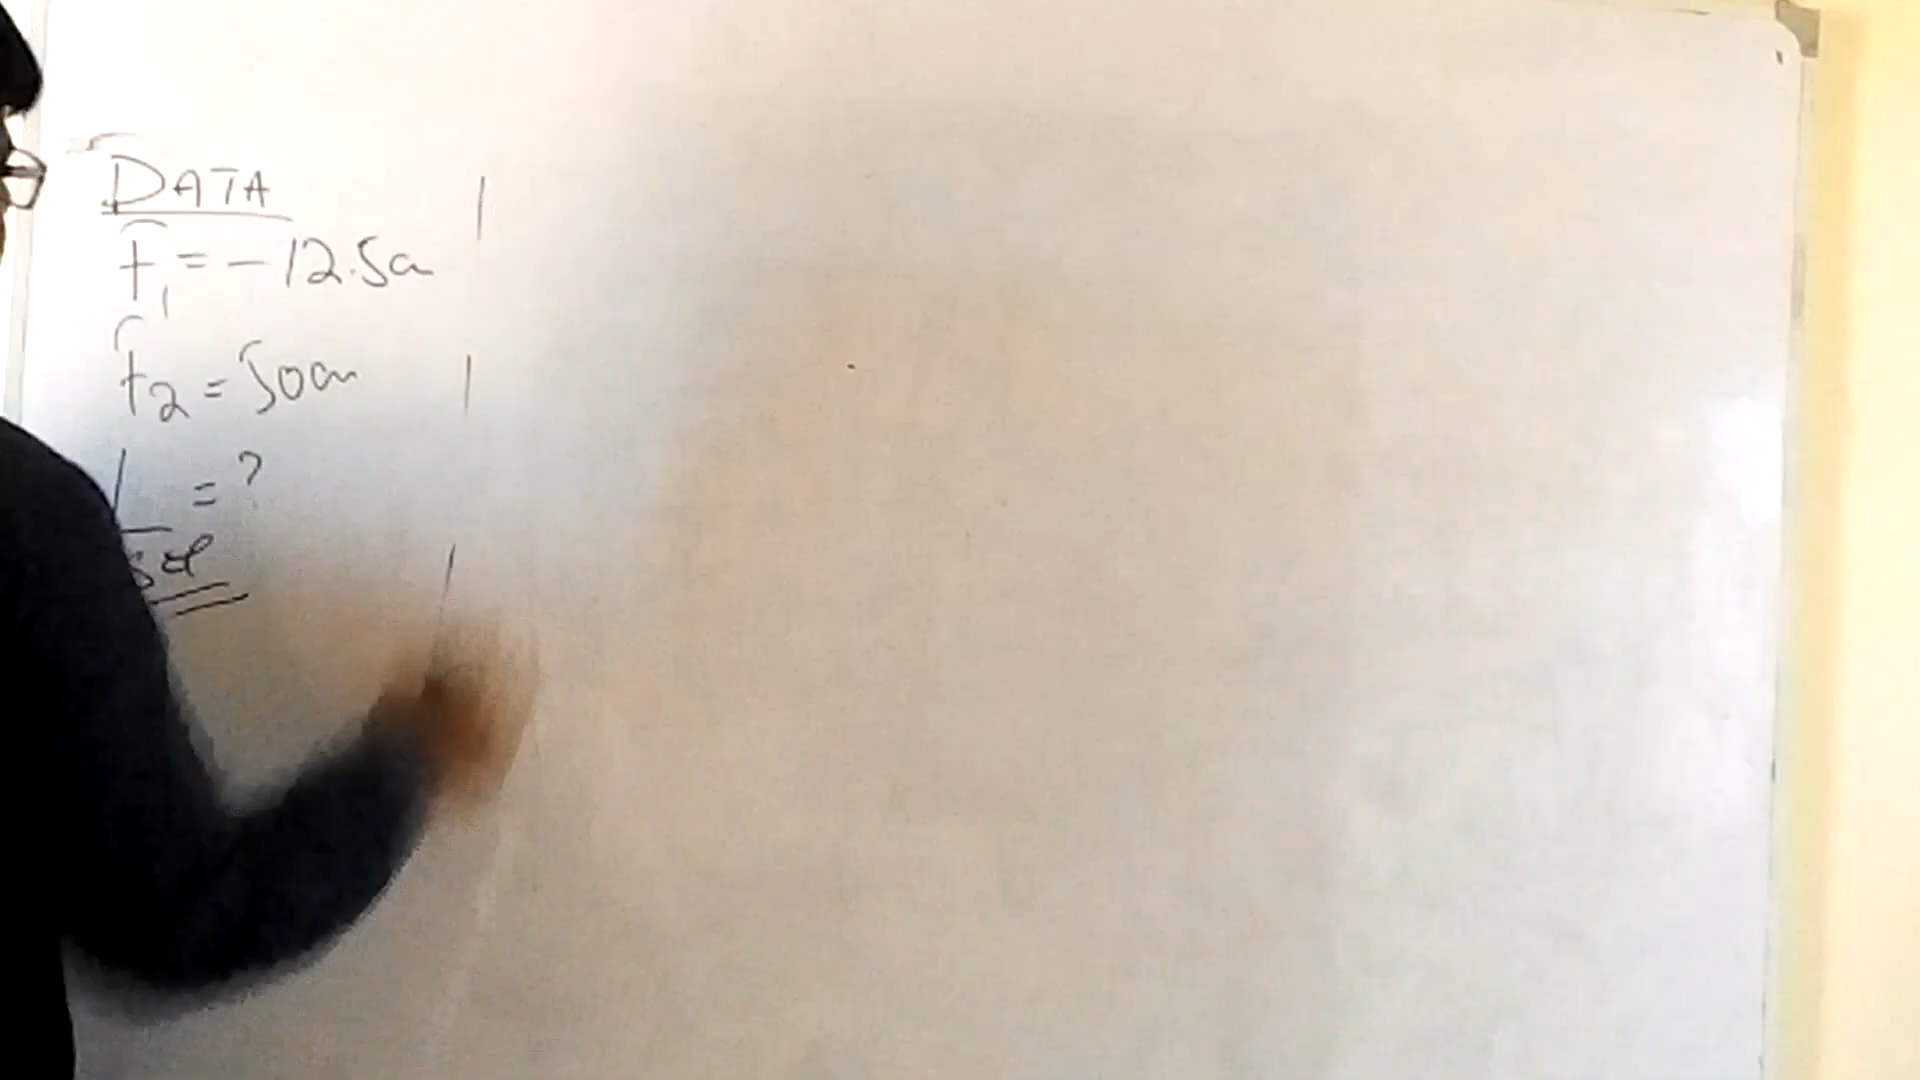 DATA
f₁ = -12.5cm
f₂ = 50cm
= ?
Sol